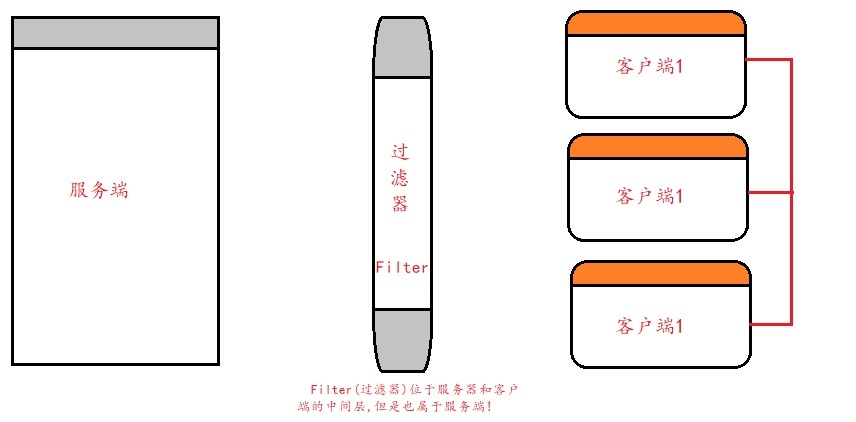 服务端
过
滤
器
Filter
客户端1
客户端1
客户端1
Filter(过滤器)位于服务器和客户
端的中间层,但是也属于服务端!